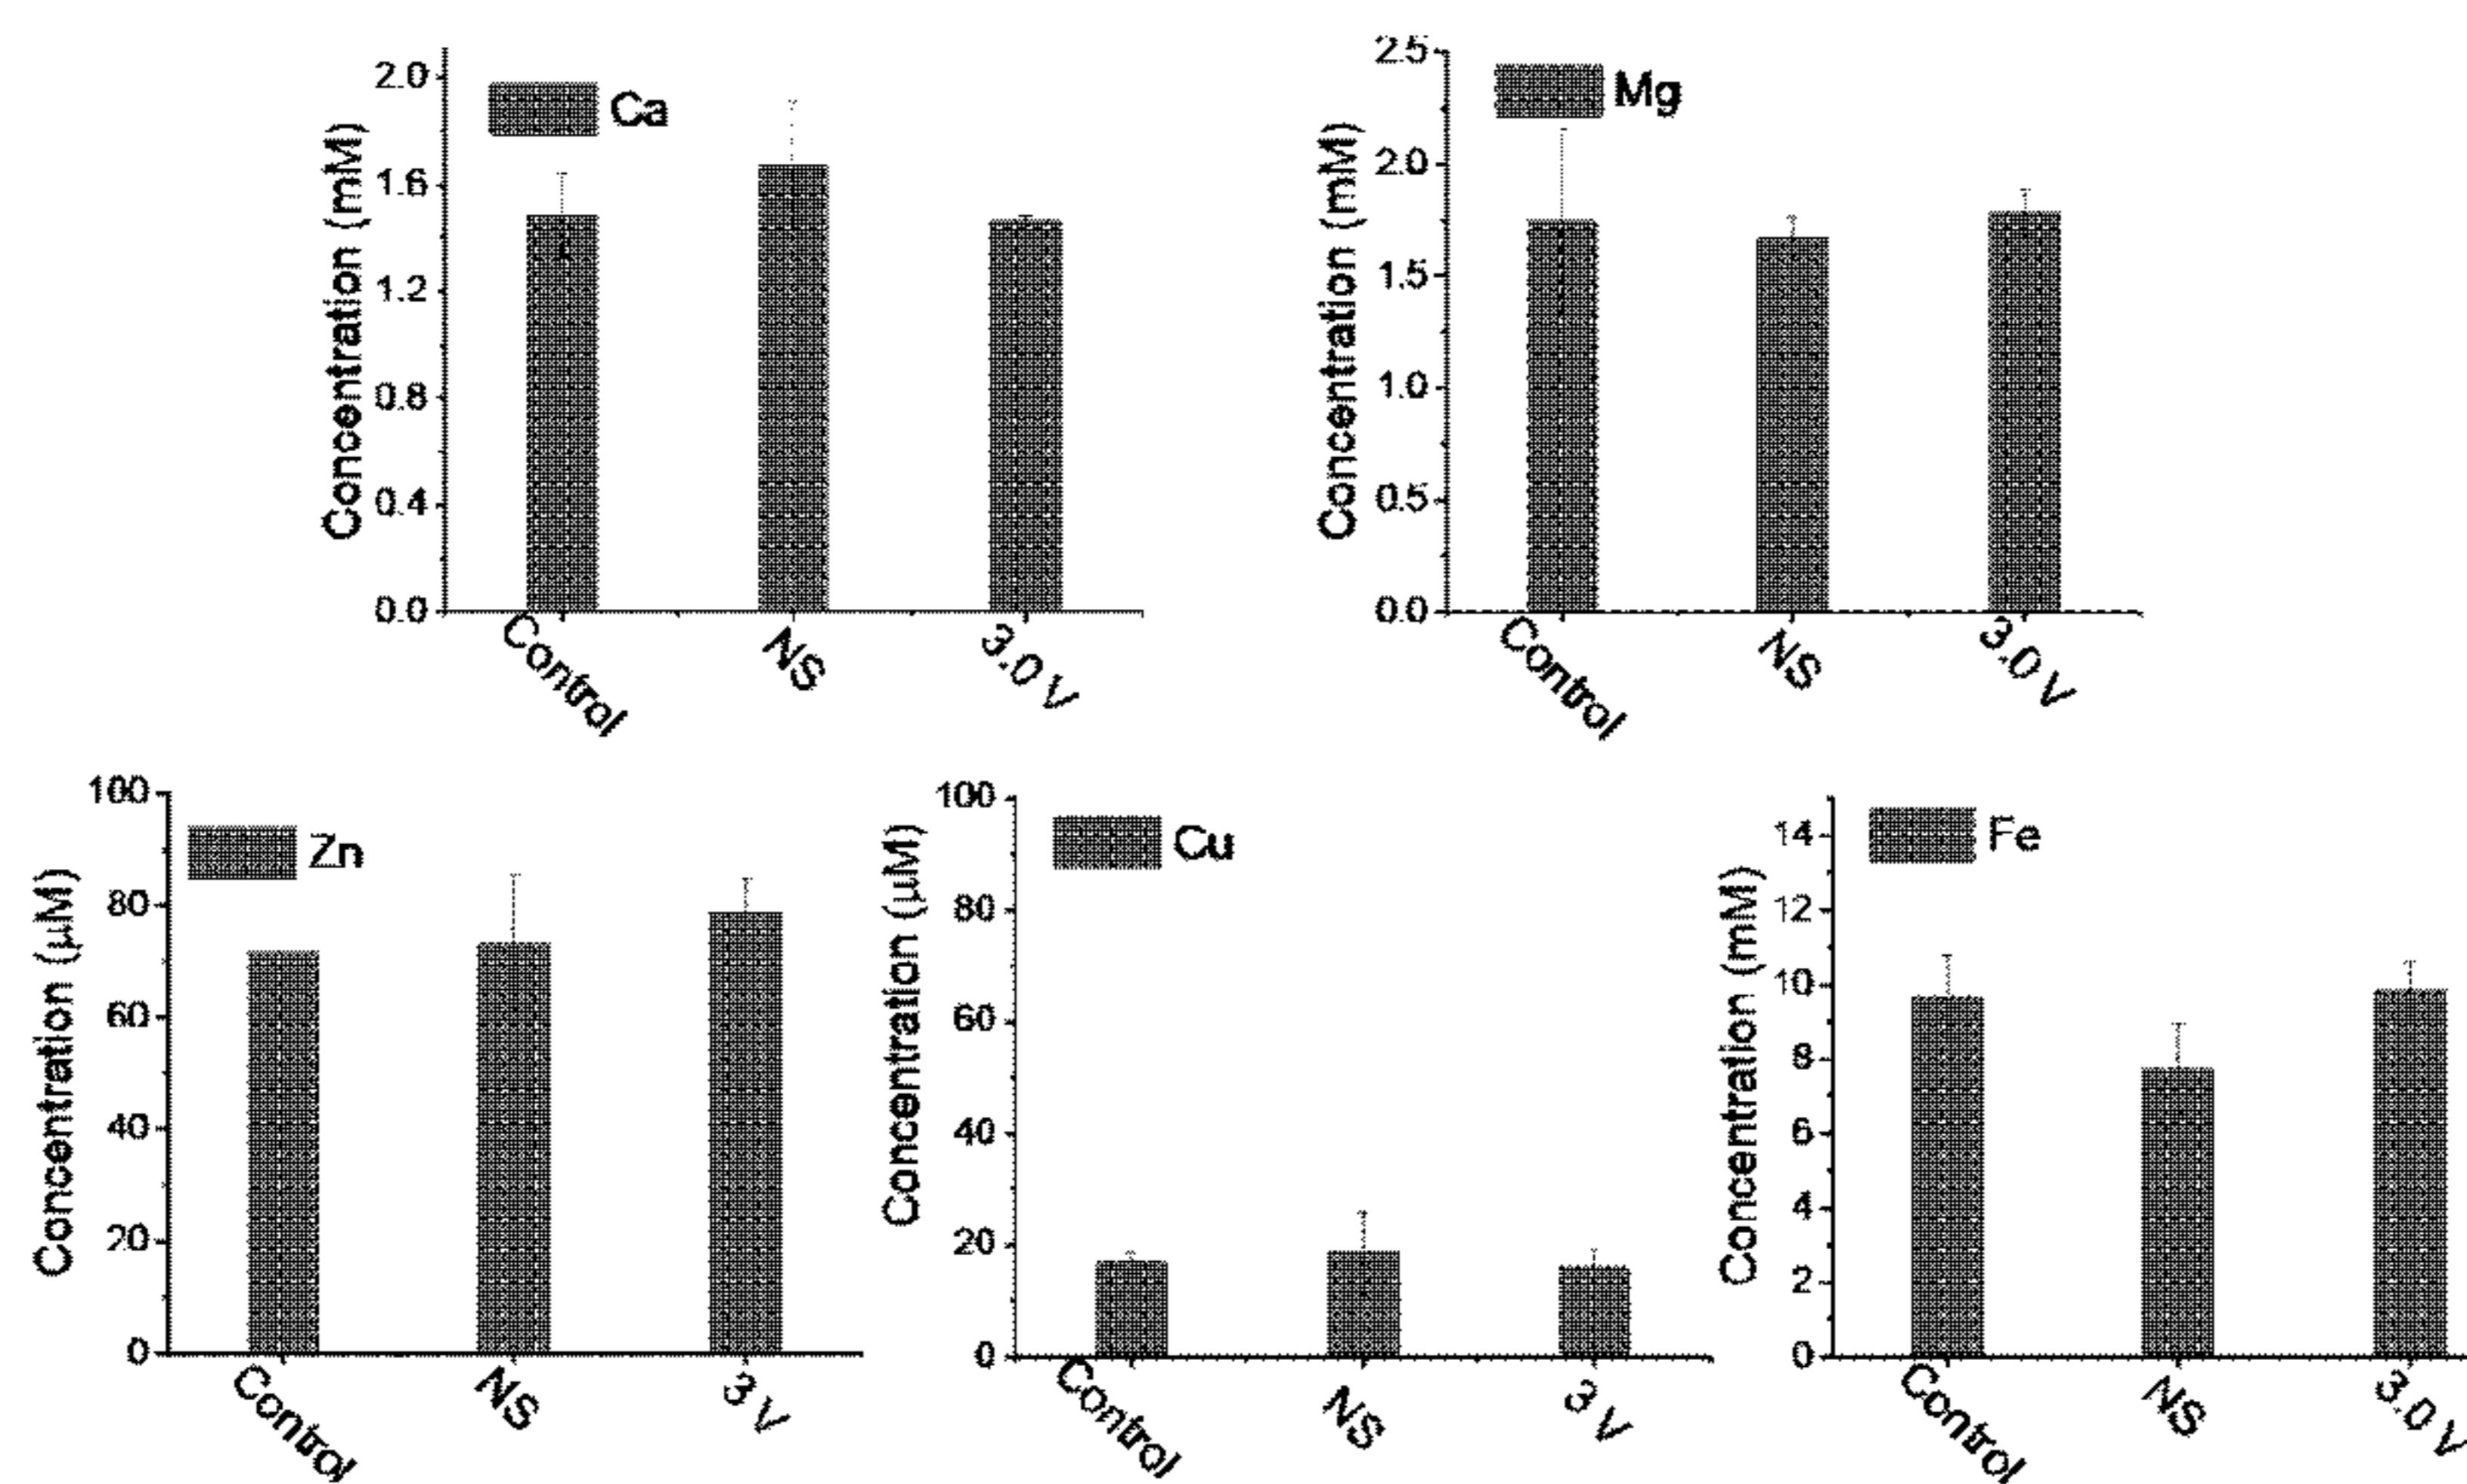 Concentration (mM)
2.0
1.6
1.2
0.8
0.4
0.0
Ca
Control
NS
3.0 V
Concentration (mM)
2.5
2.0
1.5
1.0
0.5
0.0
Mg
Control
NS
3.0 V
Concentration (µM)
100
80
60
40
20
0
Zn
Control
NS
3 V
Concentration (µM)
100
80
60
40
20
0
Cu
Control
NS
3 V
Concentration (mM)
14
12
10
8
6
4
2
0
Fe
Control
NS
3.0 V